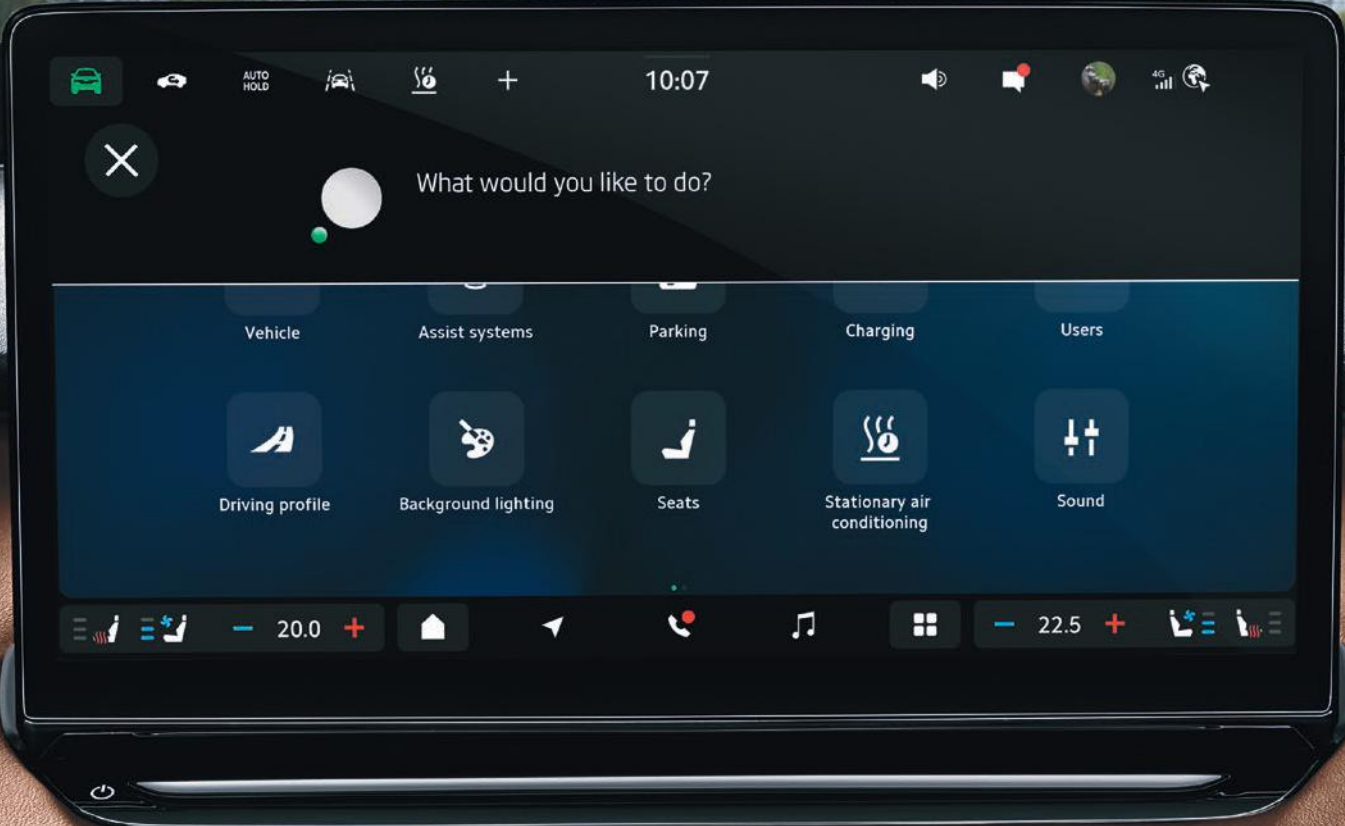 AUTO
HOLD
10:07
4G
What would you like to do?
Vehicle
Assist systems
Parking
Charging
Users
Driving profile
Background lighting
Seats
Stationary air
conditioning
Sound
20.0
22.5